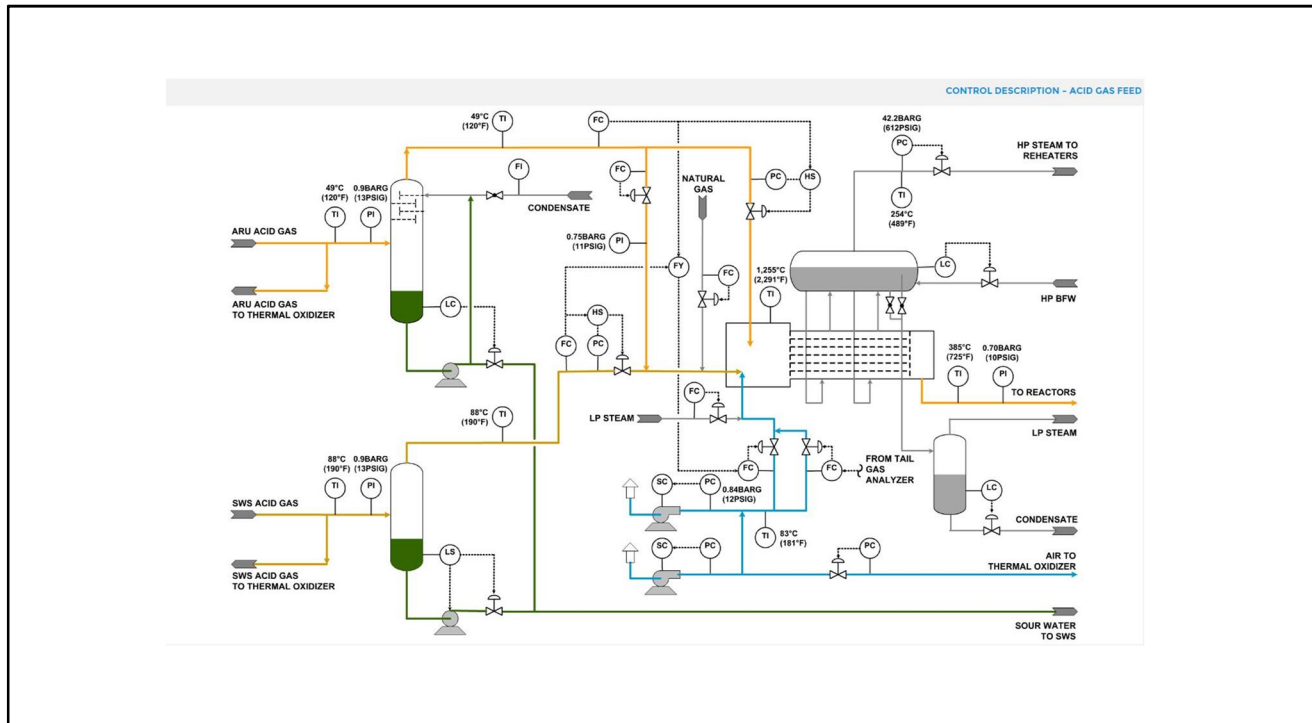 CONTROL DESCRIPTION – ACID GAS FEED
49°C
(120°F)
TI
FC
42.2BARG
(612PSIG)
PC
HP STEAM TO
REHEATERS
FI
FC
NATURAL
GAS
PC
HS
TI
49°C
(120°F)
0.9BARG
(13PSIG)
CONDENSATE
254°C
(489°F)
TI
PI
ARU ACID GAS
0.75BARG
(11PSIG)
PI
FY
FC
1,255°C
(2,291°F)
LC
TI
HP BFW
ARU ACID GAS
TO THERMAL OXIDIZER
LC
HS
FC
PC
385°C
(725°F)
0.70BARG
(10PSIG)
TI
PI
FC
TO REACTORS
88°C
(190°F)
TI
LP STEAM
LP STEAM
88°C
(190°F)
0.9BARG
(13PSIG)
FROM TAIL
GAS
ANALYZER
FC
FC
TI
PI
SC
PC
0.84BARG
(12PSIG)
LC
SWS ACID GAS
TI
83°C
(181°F)
CONDENSATE
LS
SC
PC
PC
SWS ACID GAS
TO THERMAL OXIDIZER
AIR TO
THERMAL OXIDIZER
SOUR WATER
TO SWS